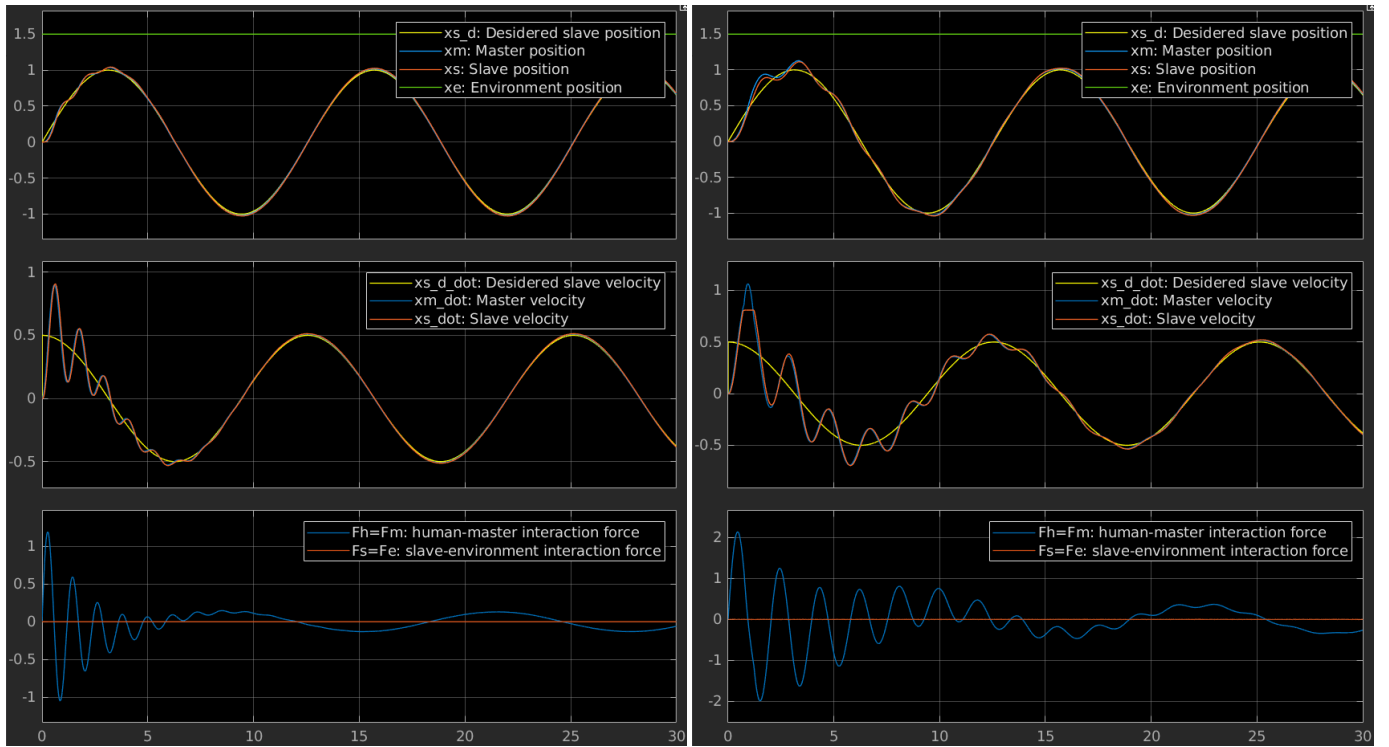 1.5
1
0.5
0
-0.5
-1
xs_d: Desidered slave position
xm: Master position
xs: Slave position
xe: Environment position
1
0.5
0
-0.5
xs_d_dot: Desidered slave velocity
xm_dot: Master velocity
xs_dot: Slave velocity
1
0.5
0
-0.5
-1
Fh=Fm: human-master interaction force
Fs=Fe: slave-environment interaction force
0 5 10 15 20 25 30
1.5
1
0.5
0
-0.5
-1
xs_d: Desidered slave position
xm: Master position
xs: Slave position
xe: Environment position
1
0.5
0
-0.5
xs_d_dot: Desidered slave velocity
xm_dot: Master velocity
xs_dot: Slave velocity
2
1
0
-1
-2
Fh=Fm: human-master interaction force
Fs=Fe: slave-environment interaction force
0 5 10 15 20 25 30